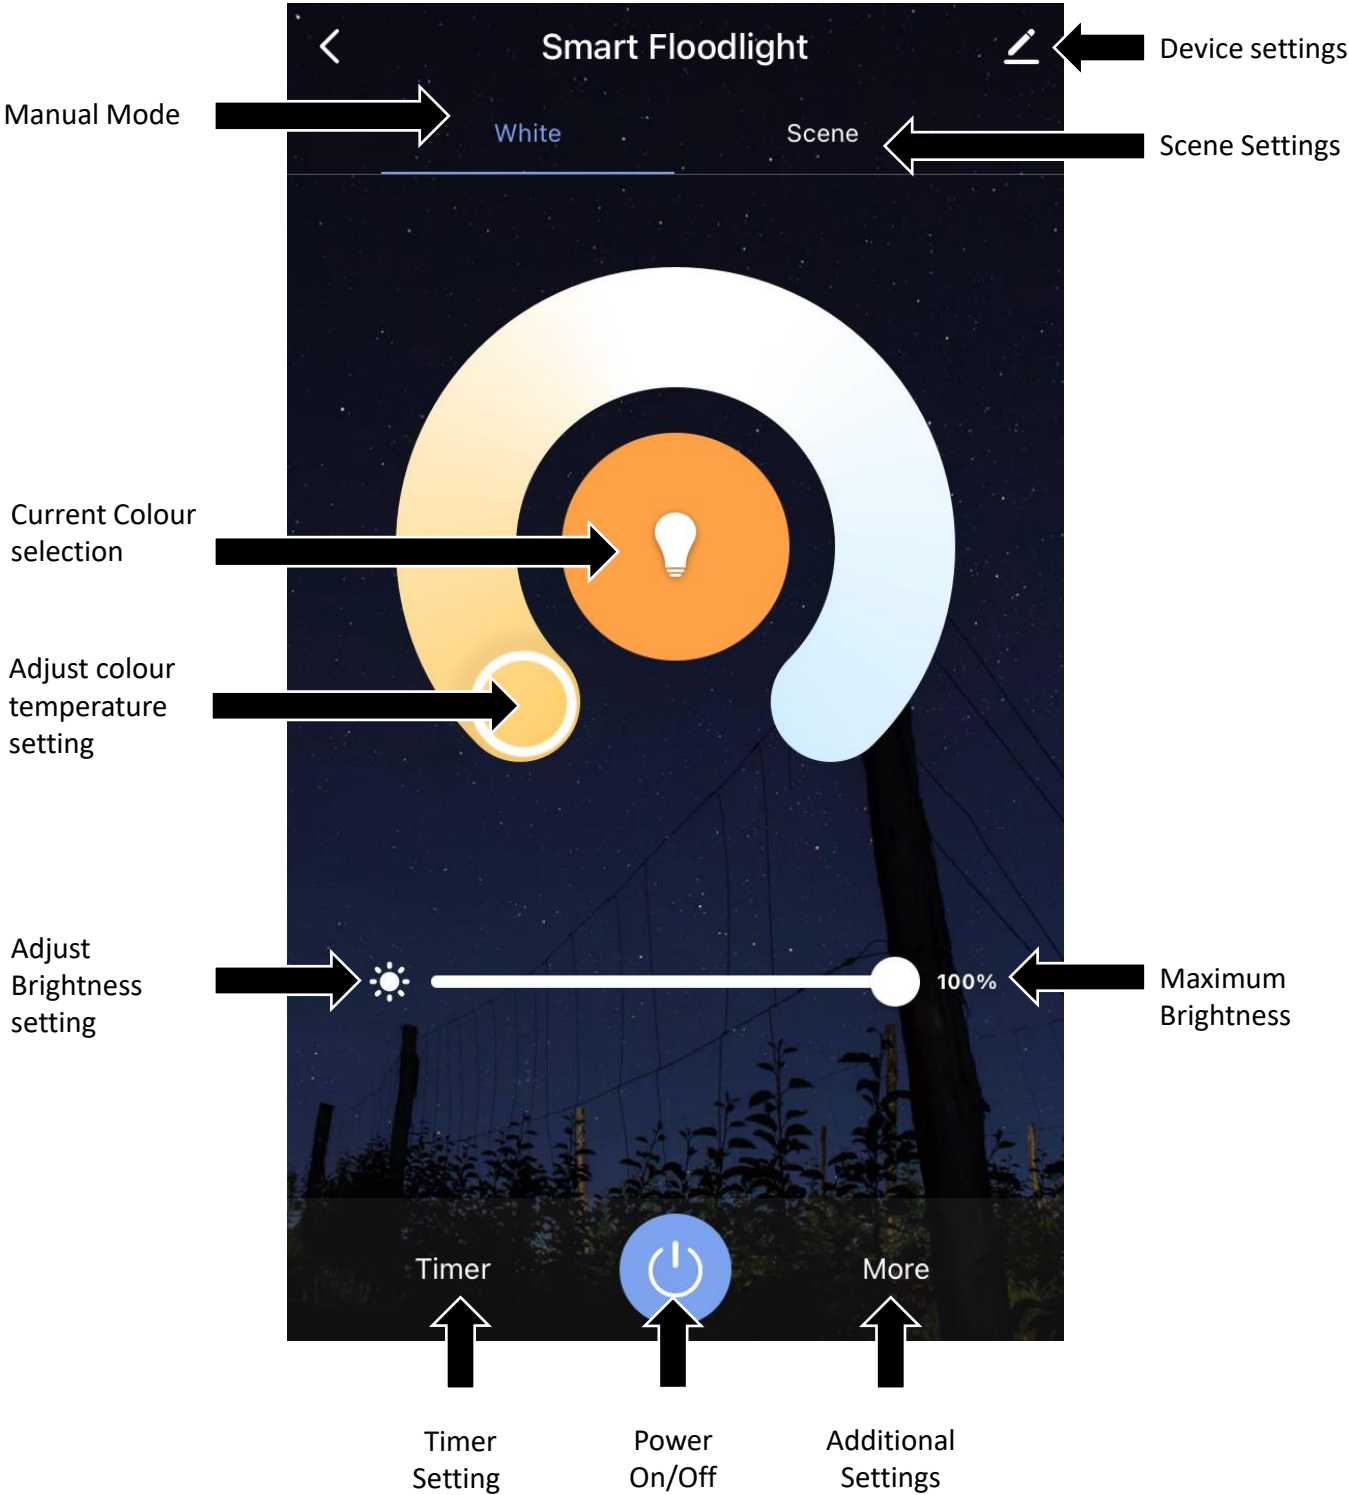 Smart Floodlight
Device settings
Manual Mode
White
Scene
Scene Settings
Current Colour
selection
Adjust colour
temperature
setting
Adjust
Brightness
setting
100%
Maximum
Brightness
Timer
More
Timer
Setting
Power
On/Off
Additional
Settings